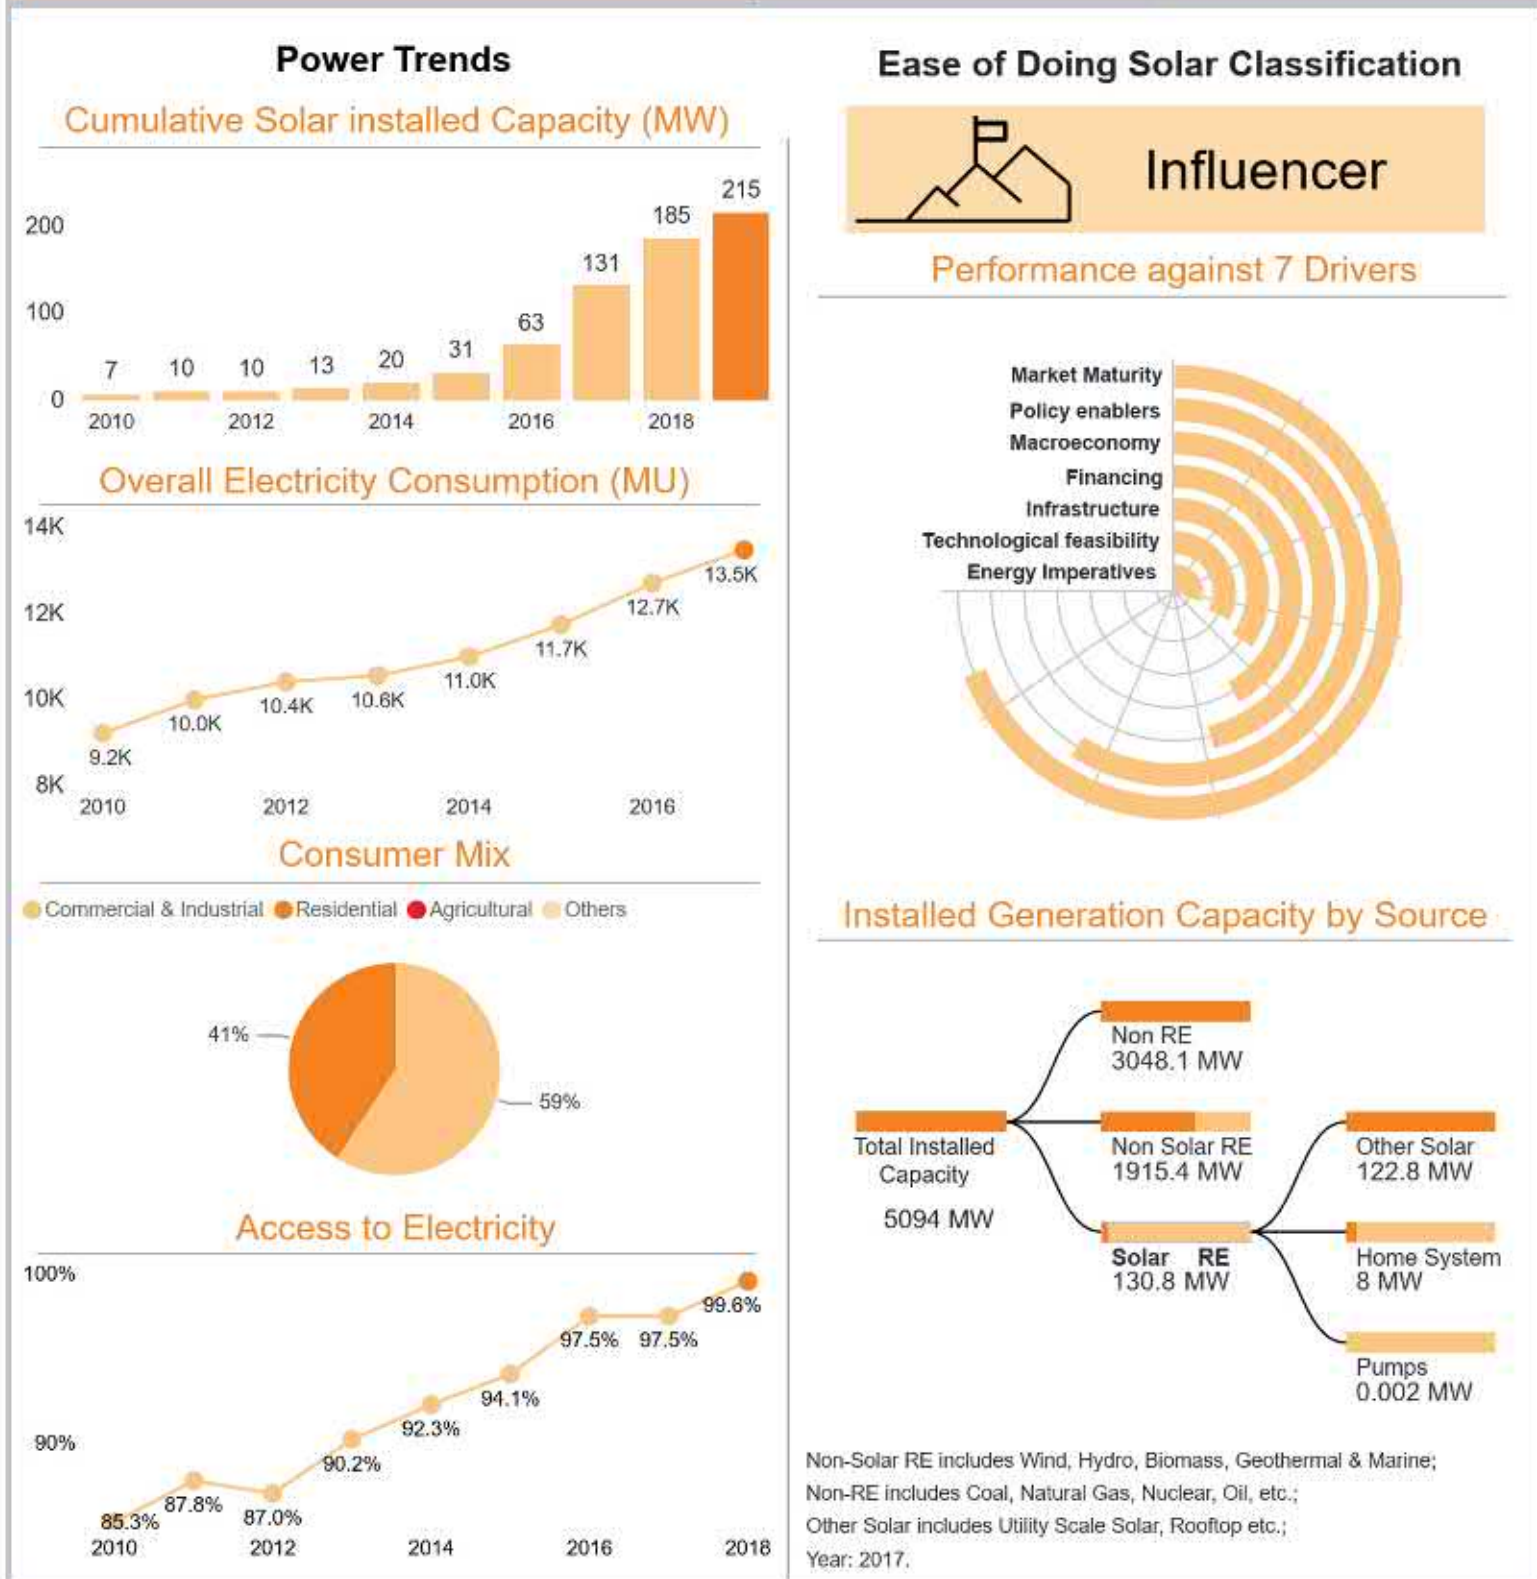 Power Trends
Cumulative Solar installed Capacity (MW)
200
100
0
7
10
10
13
20
31
63
131
185
215
2010
2012
2014
2016
2018
Overall Electricity Consumption (MU)
14K
12K
10K
8K
9.2K
10.0K
10.4K
10.6K
11.0K
11.7K
12.7K
13.5K
2010
2012
2014
2016
Consumer Mix
Commercial & Industrial
Residential
Agricultural
Others
41%
59%
Access to Electricity
100%
90%
85.3%
87.8%
87.0%
90.2%
92.3%
94.1%
97.5%
97.5%
99.6%
2010
2012
2014
2016
2018
Ease of Doing Solar Classification
Influencer
Performance against 7 Drivers
Market Maturity
Policy enablers
Macroeconomy
Financing
Infrastructure
Technological feasibility
Energy Imperatives
Installed Generation Capacity by Source
Total Installed
Capacity
5094 MW
Non RE
3048.1 MW
Non Solar RE
1915.4 MW
Solar RE
130.8 MW
Other Solar
122.8 MW
Home System
8 MW
Pumps
0.002 MW
Non-Solar RE includes Wind, Hydro, Biomass, Geothermal & Marine;
Non-RE includes Coal, Natural Gas, Nuclear, Oil, etc.;
Other Solar includes Utility Scale Solar, Rooftop etc.;
Year: 2017.